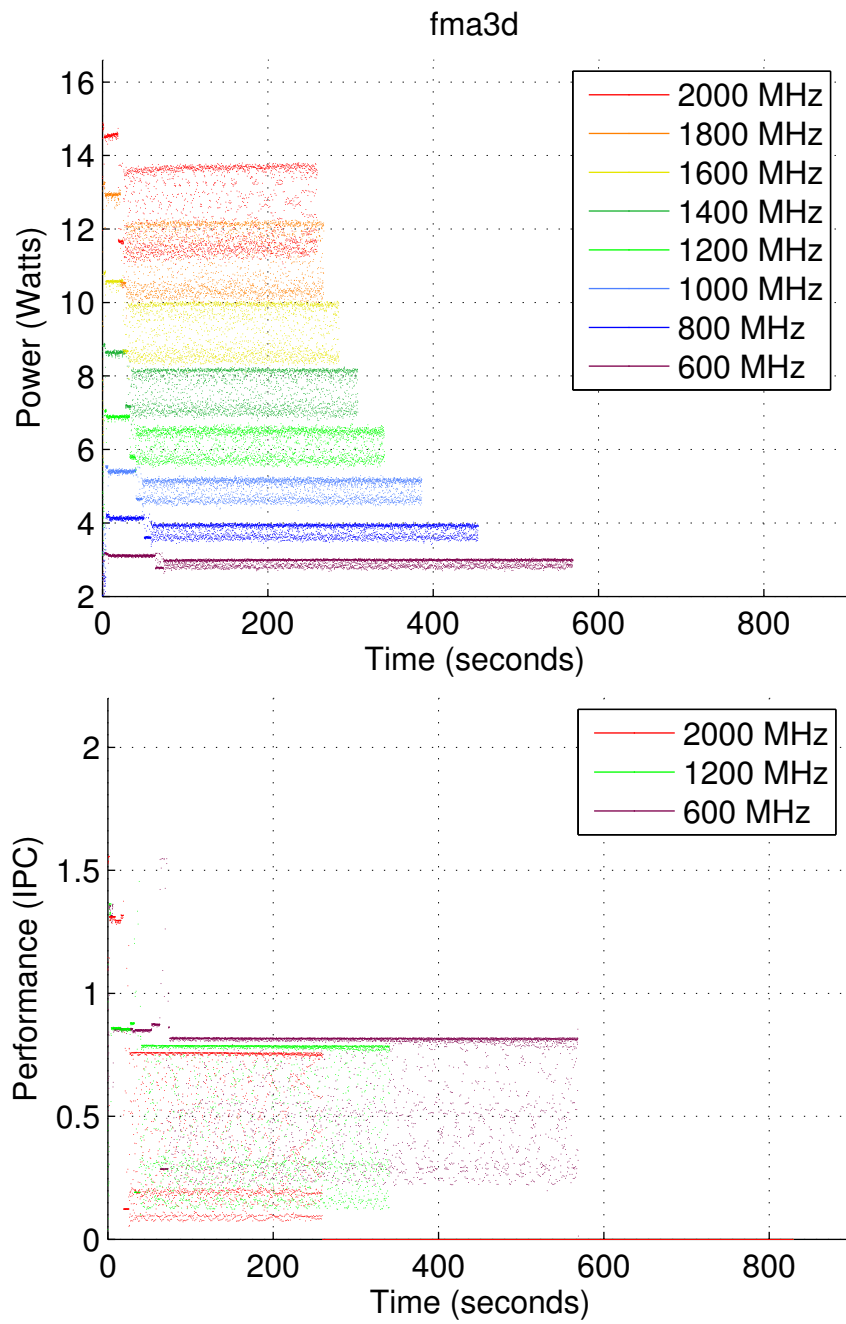 fma3d
16
14
12
10
8
6
4
2
Power (Watts)
2000 MHz
1800 MHz
1600 MHz
1400 MHz
1200 MHz
1000 MHz
800 MHz
600 MHz
0 200 400 600 800
Time (seconds)
2
1.5
1
0.5
0
Performance (IPC)
2000 MHz
1200 MHz
600 MHz
0 200 400 600 800
Time (seconds)